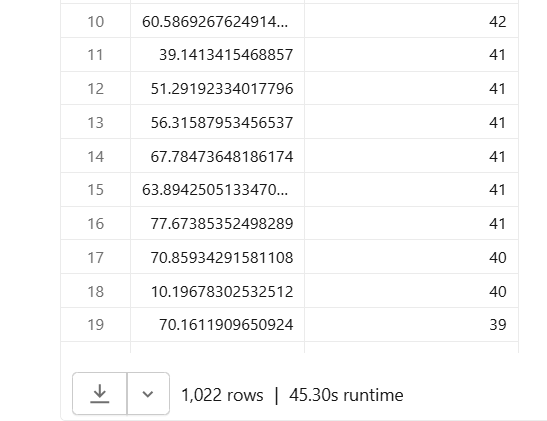 10 60.5869267624914... 42
11 39.1413415468857 41
12 51.29192334017796 41
13 56.31587953456537 41
14 67.78473648186174 41
15 63.8942505133470... 41
16 77.67385352498289 41
17 70.85934291581108 40
18 10.19678302532512 40
19 70.1611909650924 39
1,022 rows | 45.30s runtime